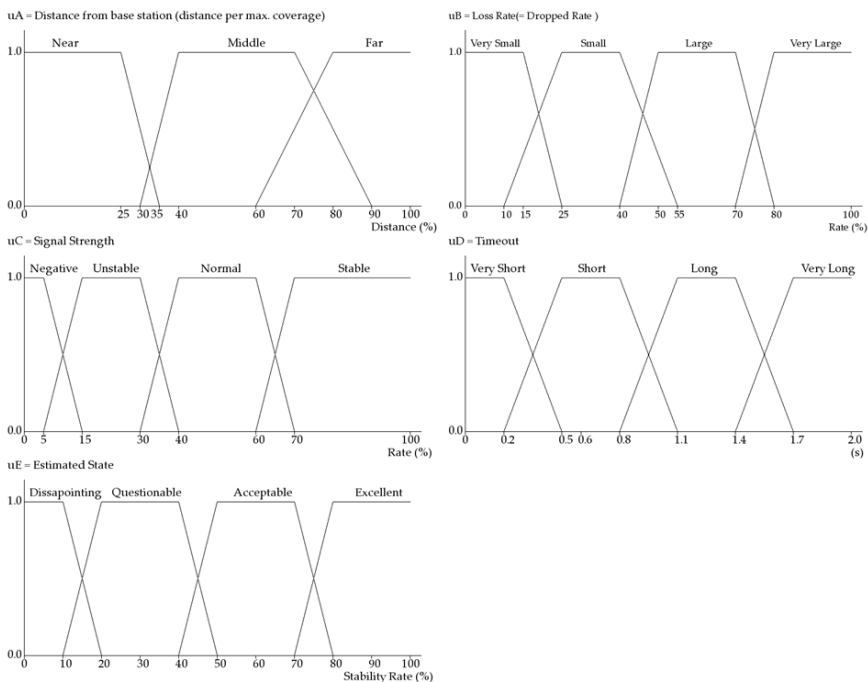 uA = Distance from base station (distance per max. coverage)
1.0 Near Middle Far
0.0
0 25 30 35 40 60 70 80 90 100
Distance (%)
uB = Loss Rate(= Dropped Rate )
1.0 Very Small Small Large Very Large
0.0
0 10 15 25 40 50 55 70 80 100
Rate (%)
uC = Signal Strength
1.0 Negative Unstable Normal Stable
0.0
0 5 15 30 40 60 70 100
Rate (%)
uD = Timeout
1.0 Very Short Short Long Very Long
0.0
0 0.2 0.5 0.6 0.8 1.1 1.4 1.7 2.0
(s)
uE = Estimated State
1.0 Dissapointing Questionable Acceptable Excellent
0.0
0 10 20 30 40 50 60 70 80 100
Stability Rate (%)